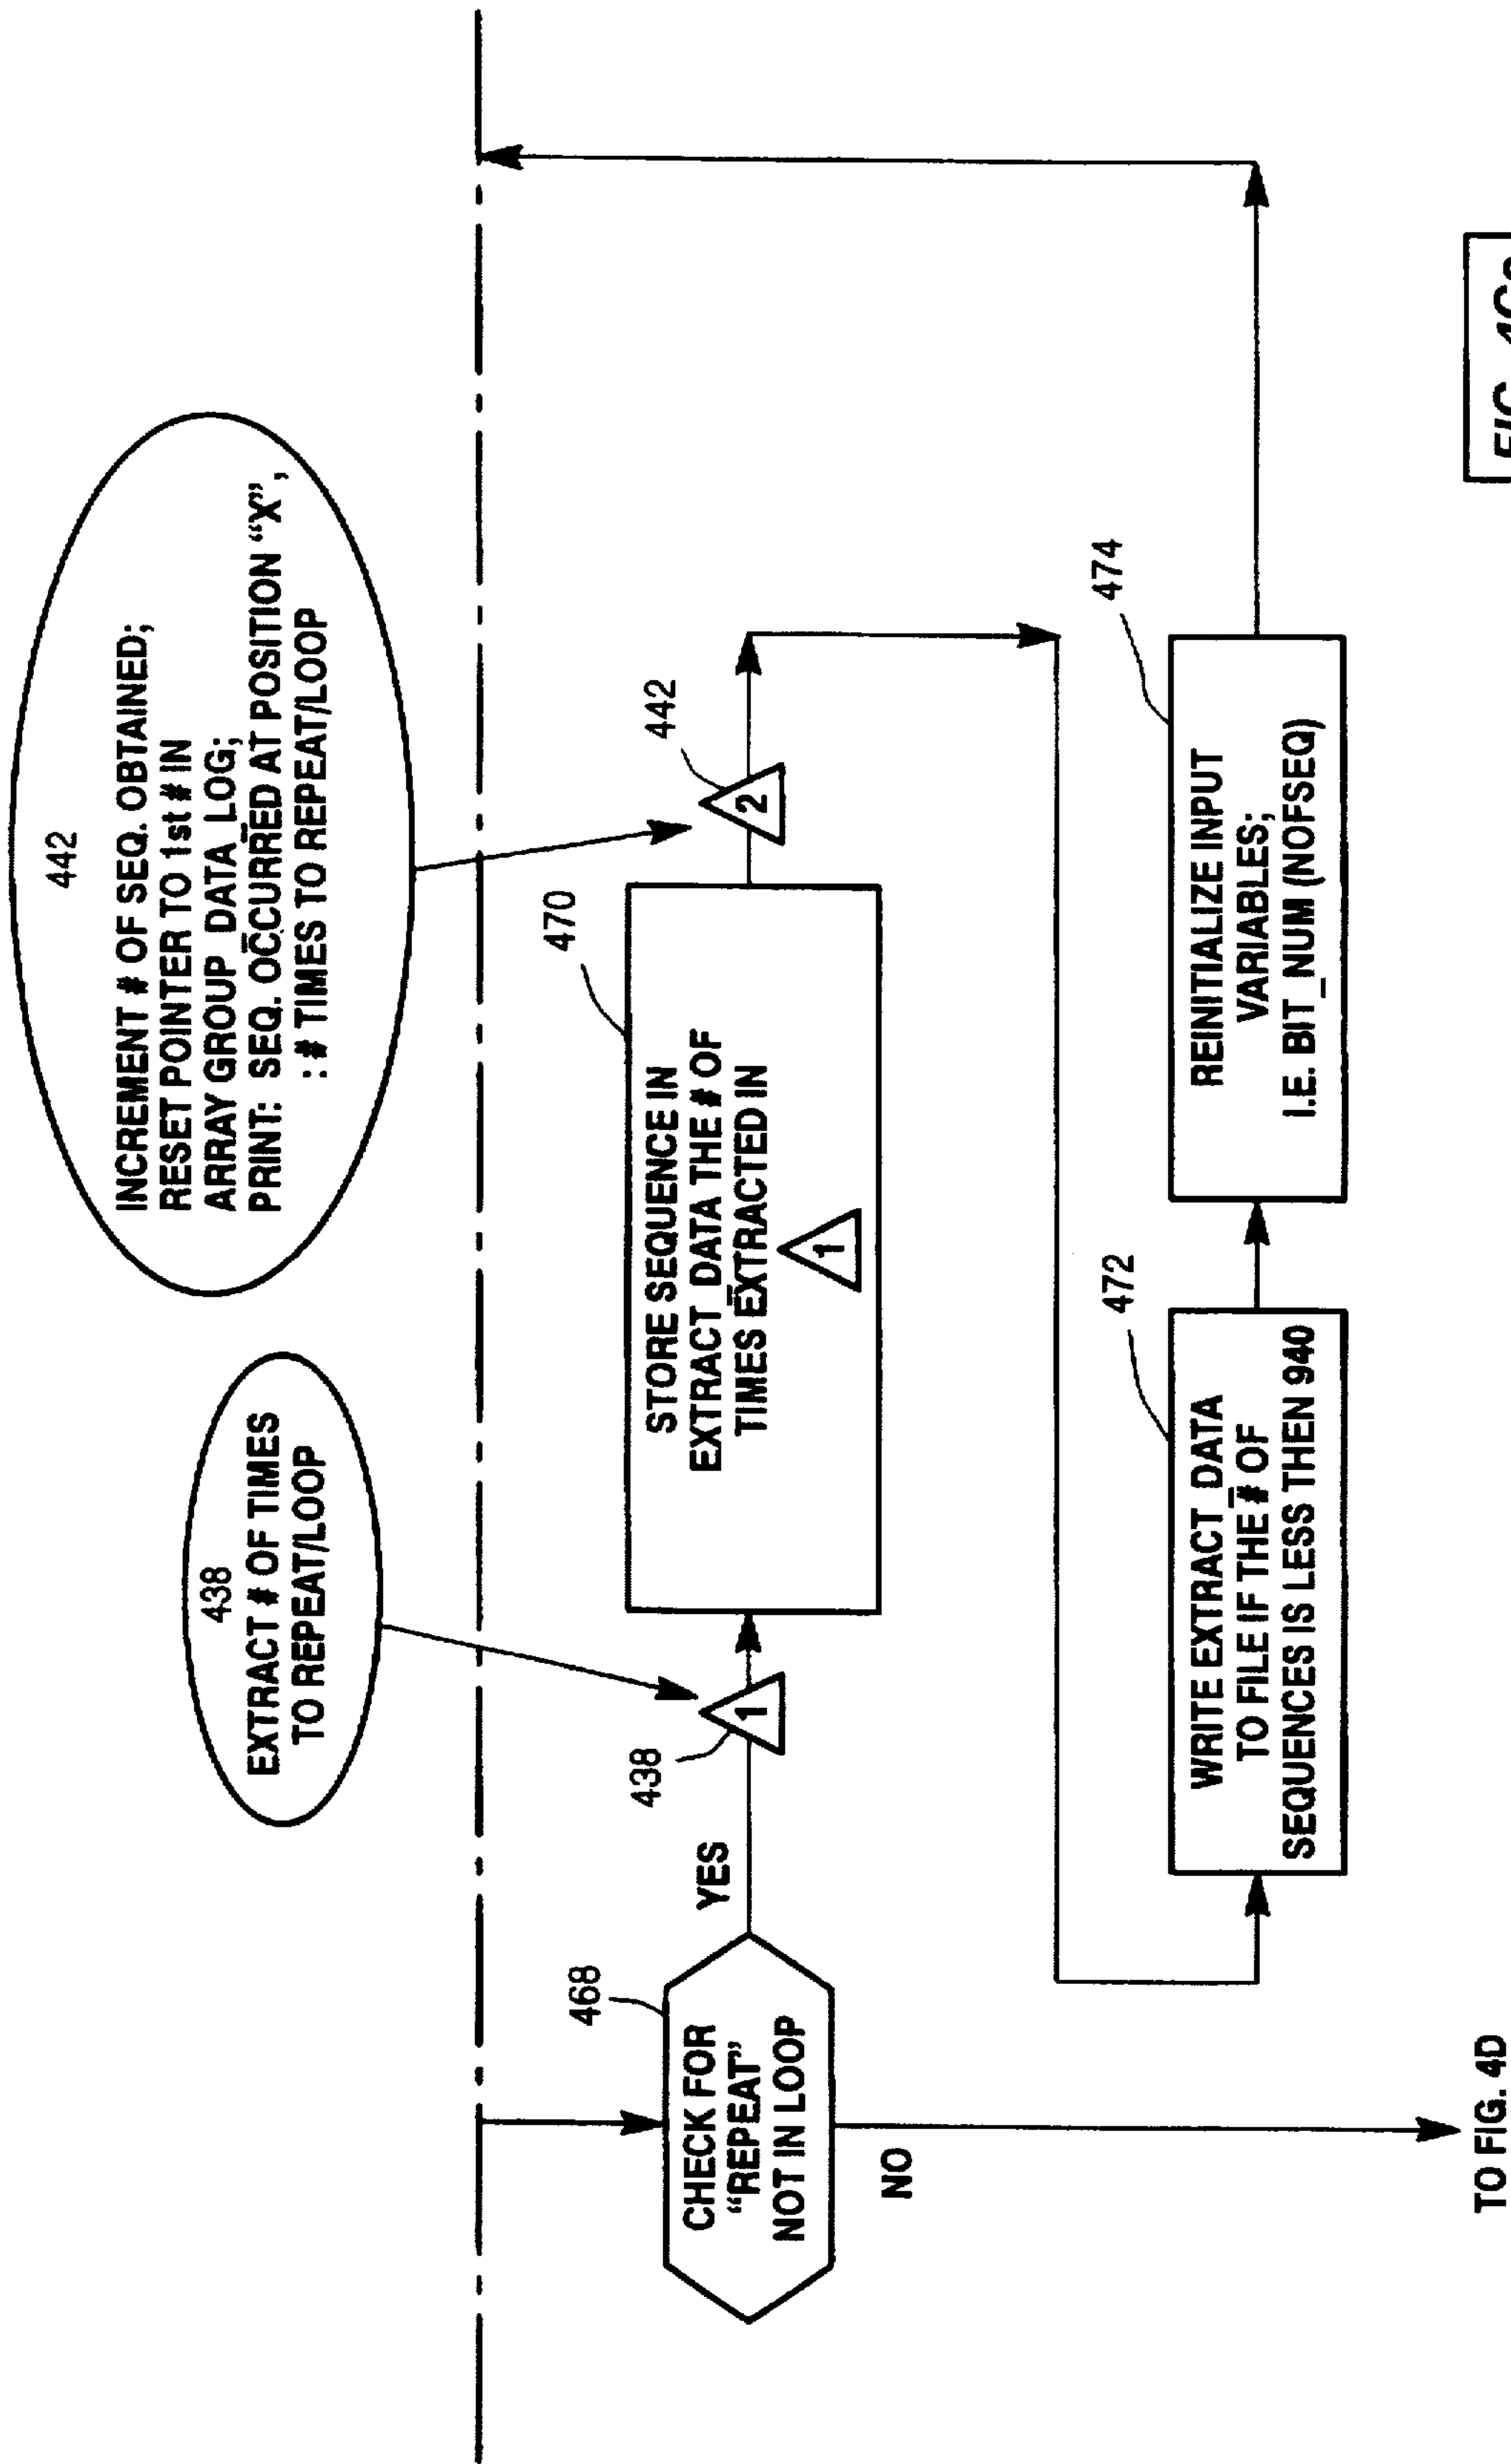 442
INCREMENT # OF SEQ. OBTAINED;
RESET POINTER TO 1st # IN
ARRAY GROUP_DATA_LOG;
PRINT: SEQ. OCCURRED AT POSITION “X”,
: # TIMES TO REPEAT/LOOP
438
EXTRACT # OF TIMES
TO REPEAT/LOOP
468
CHECK FOR
“REPEAT”
NOT IN LOOP
YES
NO
438
1
470
STORE SEQUENCE IN
EXTRACT_DATA THE # OF
TIMES EXTRACTED IN
1
442
2
472
WRITE EXTRACT_DATA
TO FILE IF THE # OF
SEQUENCES IS LESS THEN 940
474
REINITIALIZE INPUT
VARIABLES;
I.E. BIT_NUM (NOFSEQ)
TO FIG. 4D
FIG.